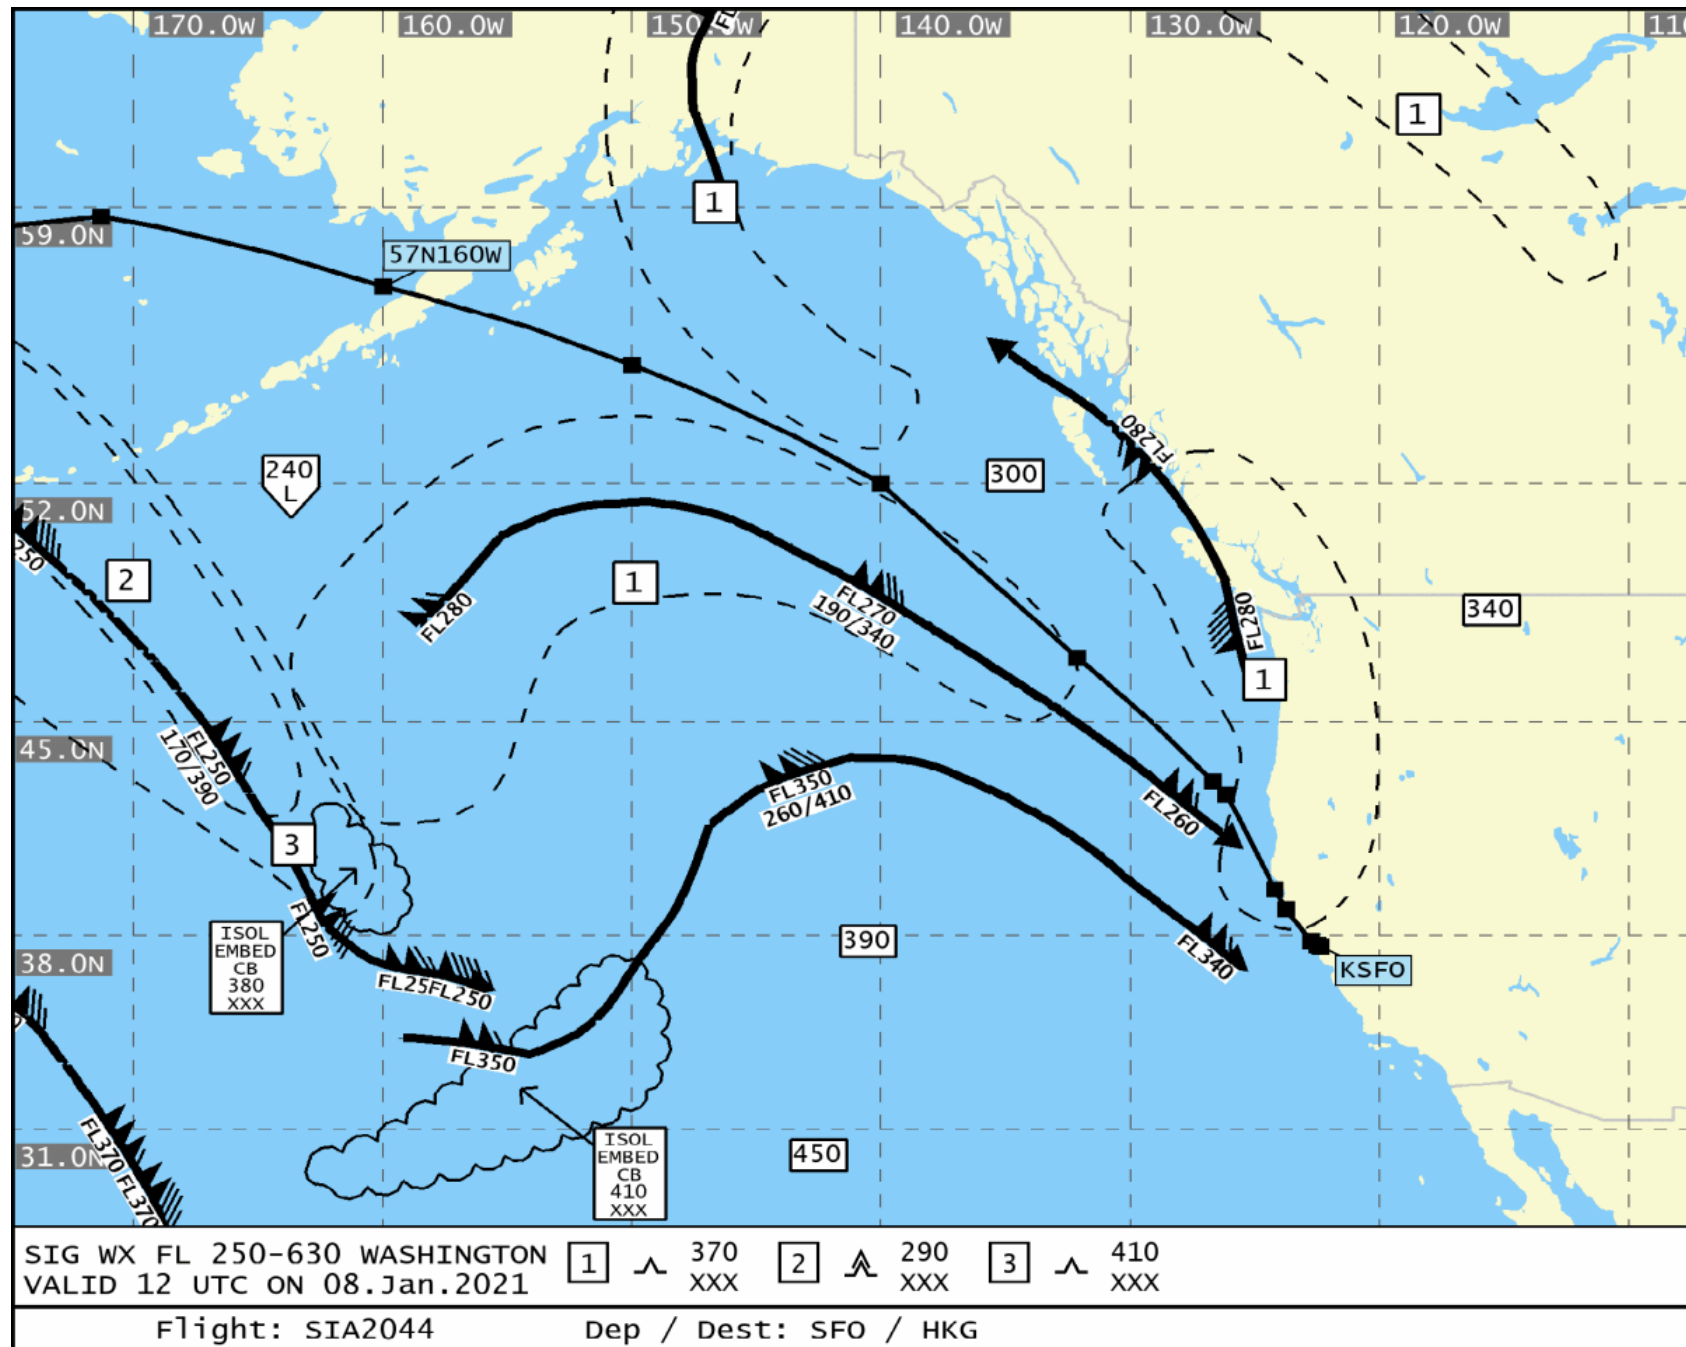 170.0W
160.0W
150.0W
140.0W
130.0W
120.0W
1
1
59.0N
57N160W
FL280
240
L
300
52.0N
250
2
1
FL280
FL270
190/340
FL280
340
1
45.0N
FL250
170/390
FL350
260/410
FL260
3
ISOL
EMBED
CB
380
XXX
FL250
390
FL340
KSFO
38.0N
FL25
FL250
FL350
FL370
FL370
31.0N
ISOL
EMBED
CB
410
XXX
450
SIG WX FL 250-630 WASHINGTON
VALID 12 UTC ON 08.Jan.2021
1 370
XXX
2 290
XXX
3 410
XXX
Flight: SIA2044 Dep / Dest: SFO / HKG